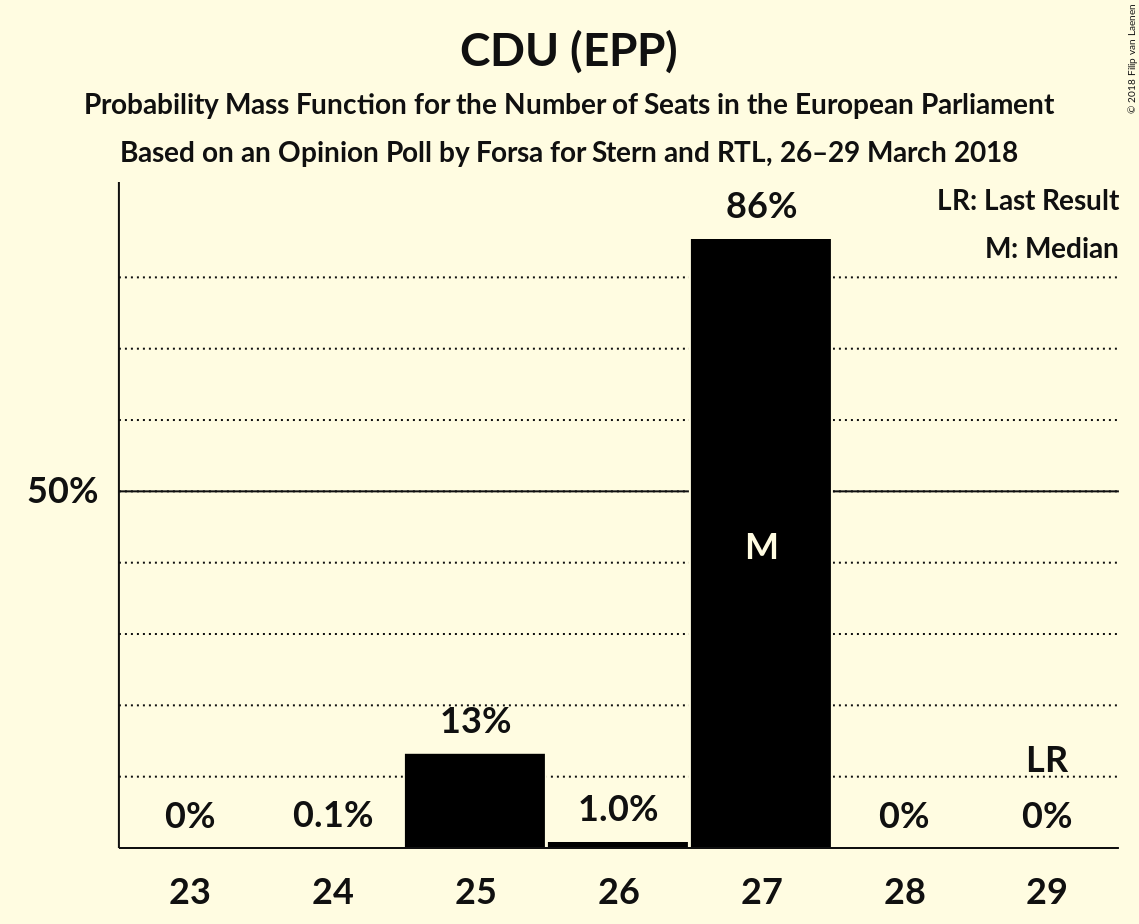 CDU (EPP)
Probability Mass Function for the Number of Seats in the European Parliament
Based on an Opinion Poll by Forsa for Stern and RTL, 26–29 March 2018
© 2018 Filip van Laenen
LR: Last Result
M: Median
86%
50%
M
13%
LR
0%
0.1%
1.0%
0%
0%
23
24
25
26
27
28
29